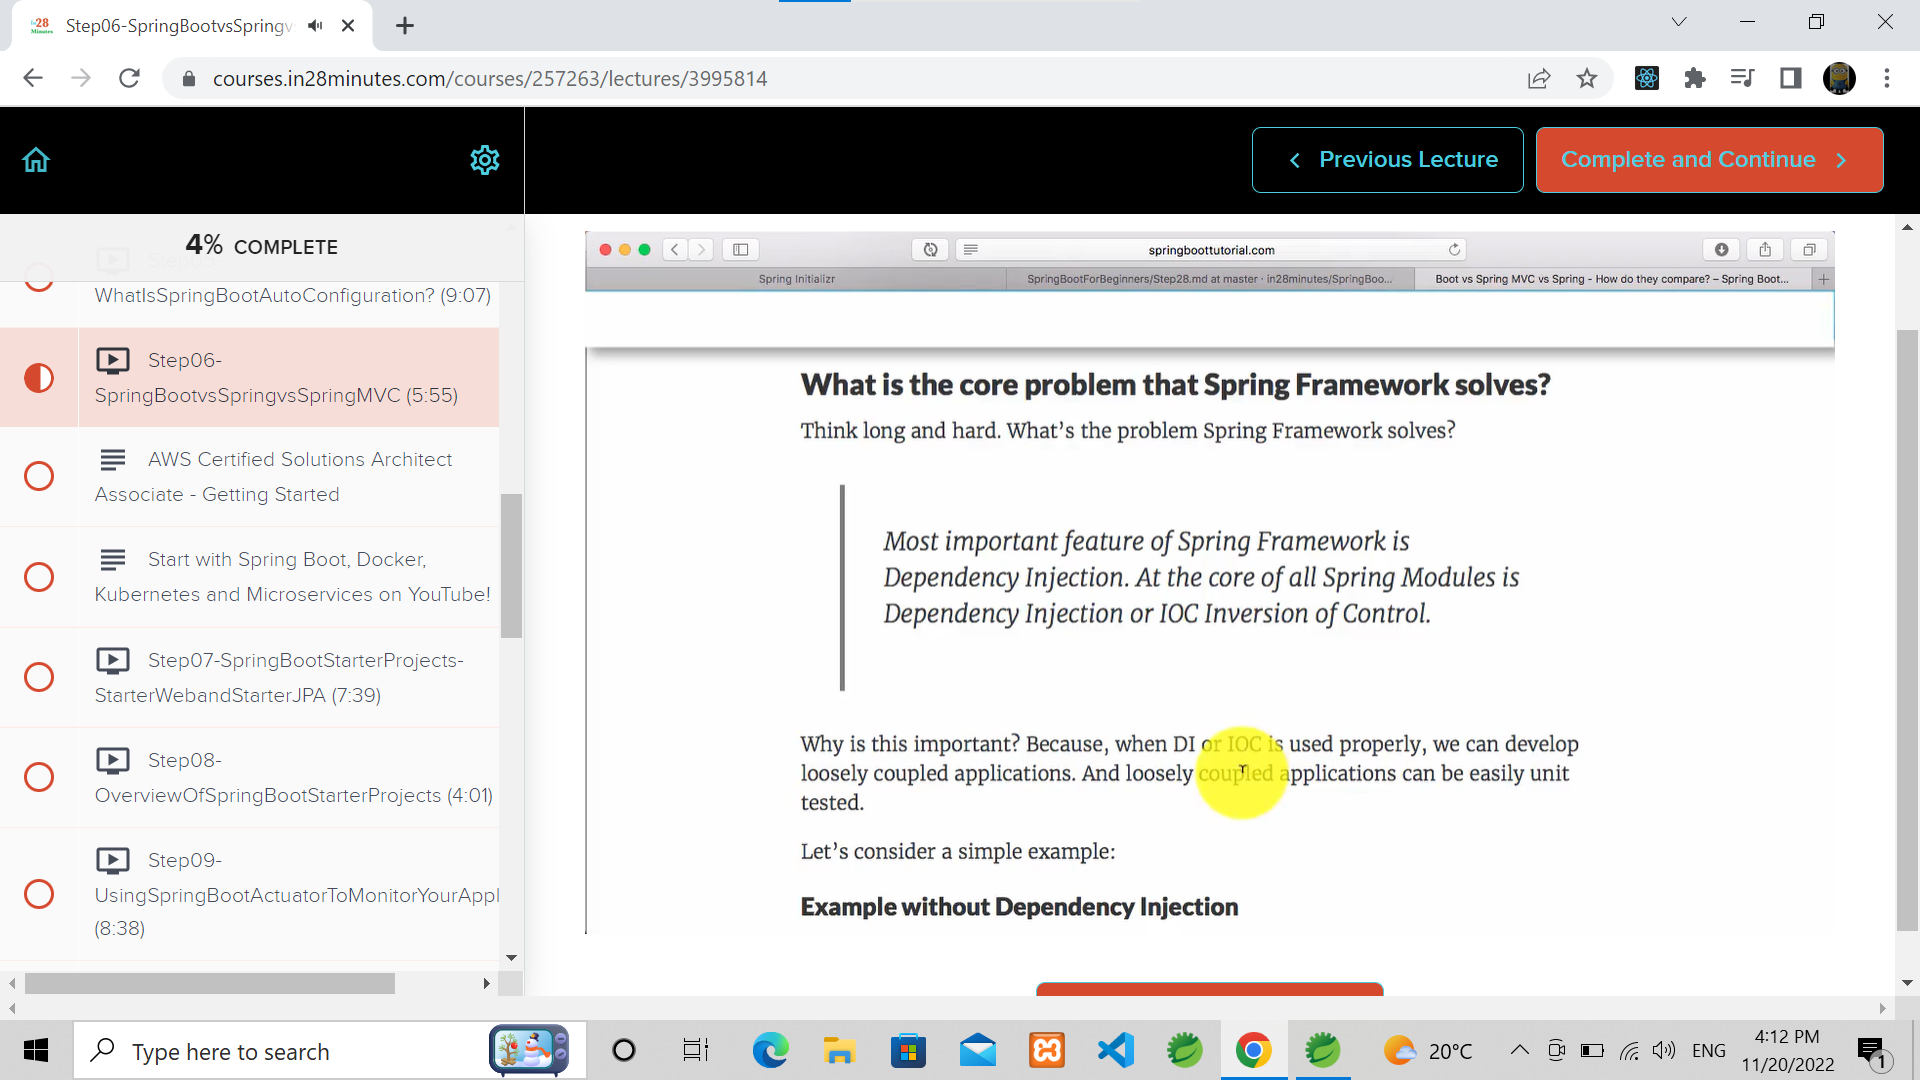 28
Minutes
Step06-SpringBootvsSpringv
courses.in28minutes.com/courses/257263/lectures/3995814
Previous Lecture
Complete and Continue
4% COMPLETE
WhatIsSpringBootAutoConfiguration? (9:07)
Step06-
SpringBootvsSpringvsSpringMVC (5:55)
AWS Certified Solutions Architect
Associate - Getting Started
Start with Spring Boot, Docker,
Kubernetes and Microservices on YouTube!
Step07-SpringBootStarterProjects-
StarterWebandStarterJPA (7:39)
Step08-
OverviewOfSpringBootStarterProjects (4:01)
Step09-
UsingSpringBootActuatorToMonitorYourAppl
(8:38)
springboottutorial.com
Spring Initializr
SpringBootForBeginners/Step28.md at master · in28minutes/SpringBoo...
Boot vs Spring MVC vs Spring - How do they compare? – Spring Boot...
What is the core problem that Spring Framework solves?
Think long and hard. What’s the problem Spring Framework solves?
Most important feature of Spring Framework is
Dependency Injection. At the core of all Spring Modules is
Dependency Injection or IOC Inversion of Control.
Why is this important? Because, when DI or IOC is used properly, we can develop
loosely coupled applications. And loosely coupled applications can be easily unit
tested.
Let’s consider a simple example:
Example without Dependency Injection
Type here to search
20°C
ENG
4:12 PM
11/20/2022
1